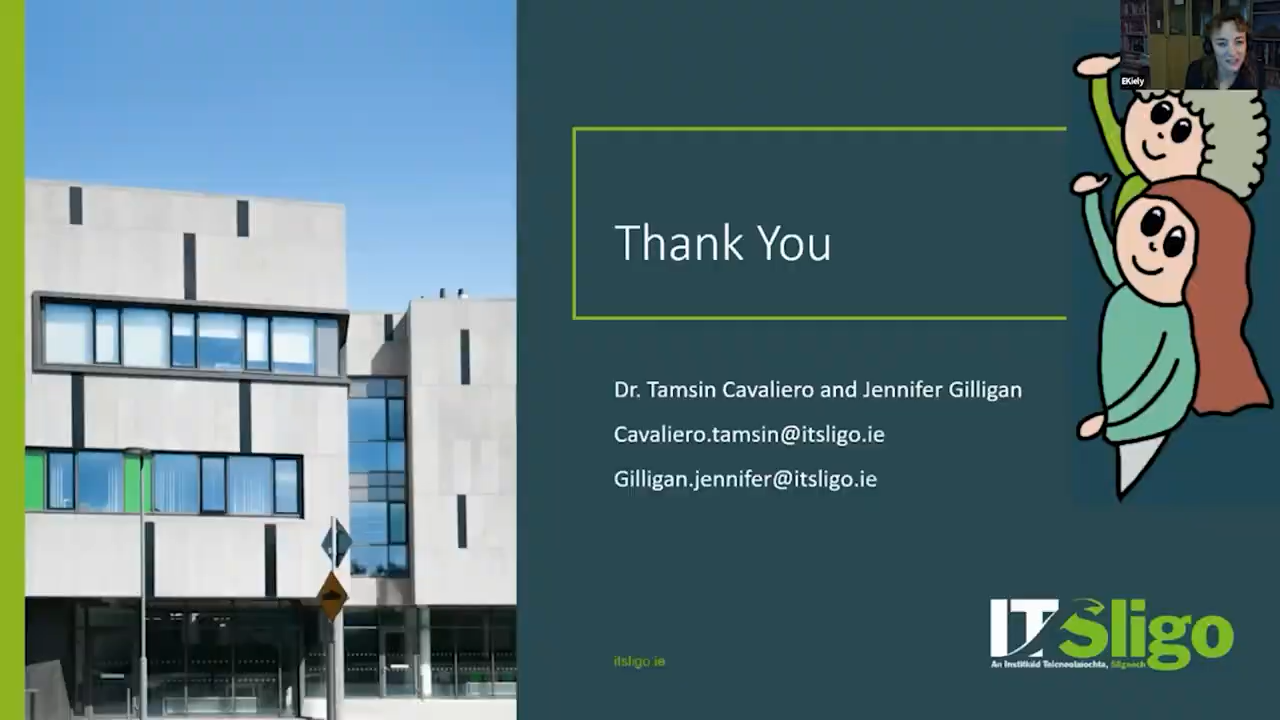 EKiely
Thank You
Dr. Tamsin Cavaliero and Jennifer Gilligan
Cavaliero.tamsin@itsligo.ie
Gilligan.jennifer@itsligo.ie
itsligo.ie
IT Sligo
An Institiúid Teicneolaíochta, Sligeach